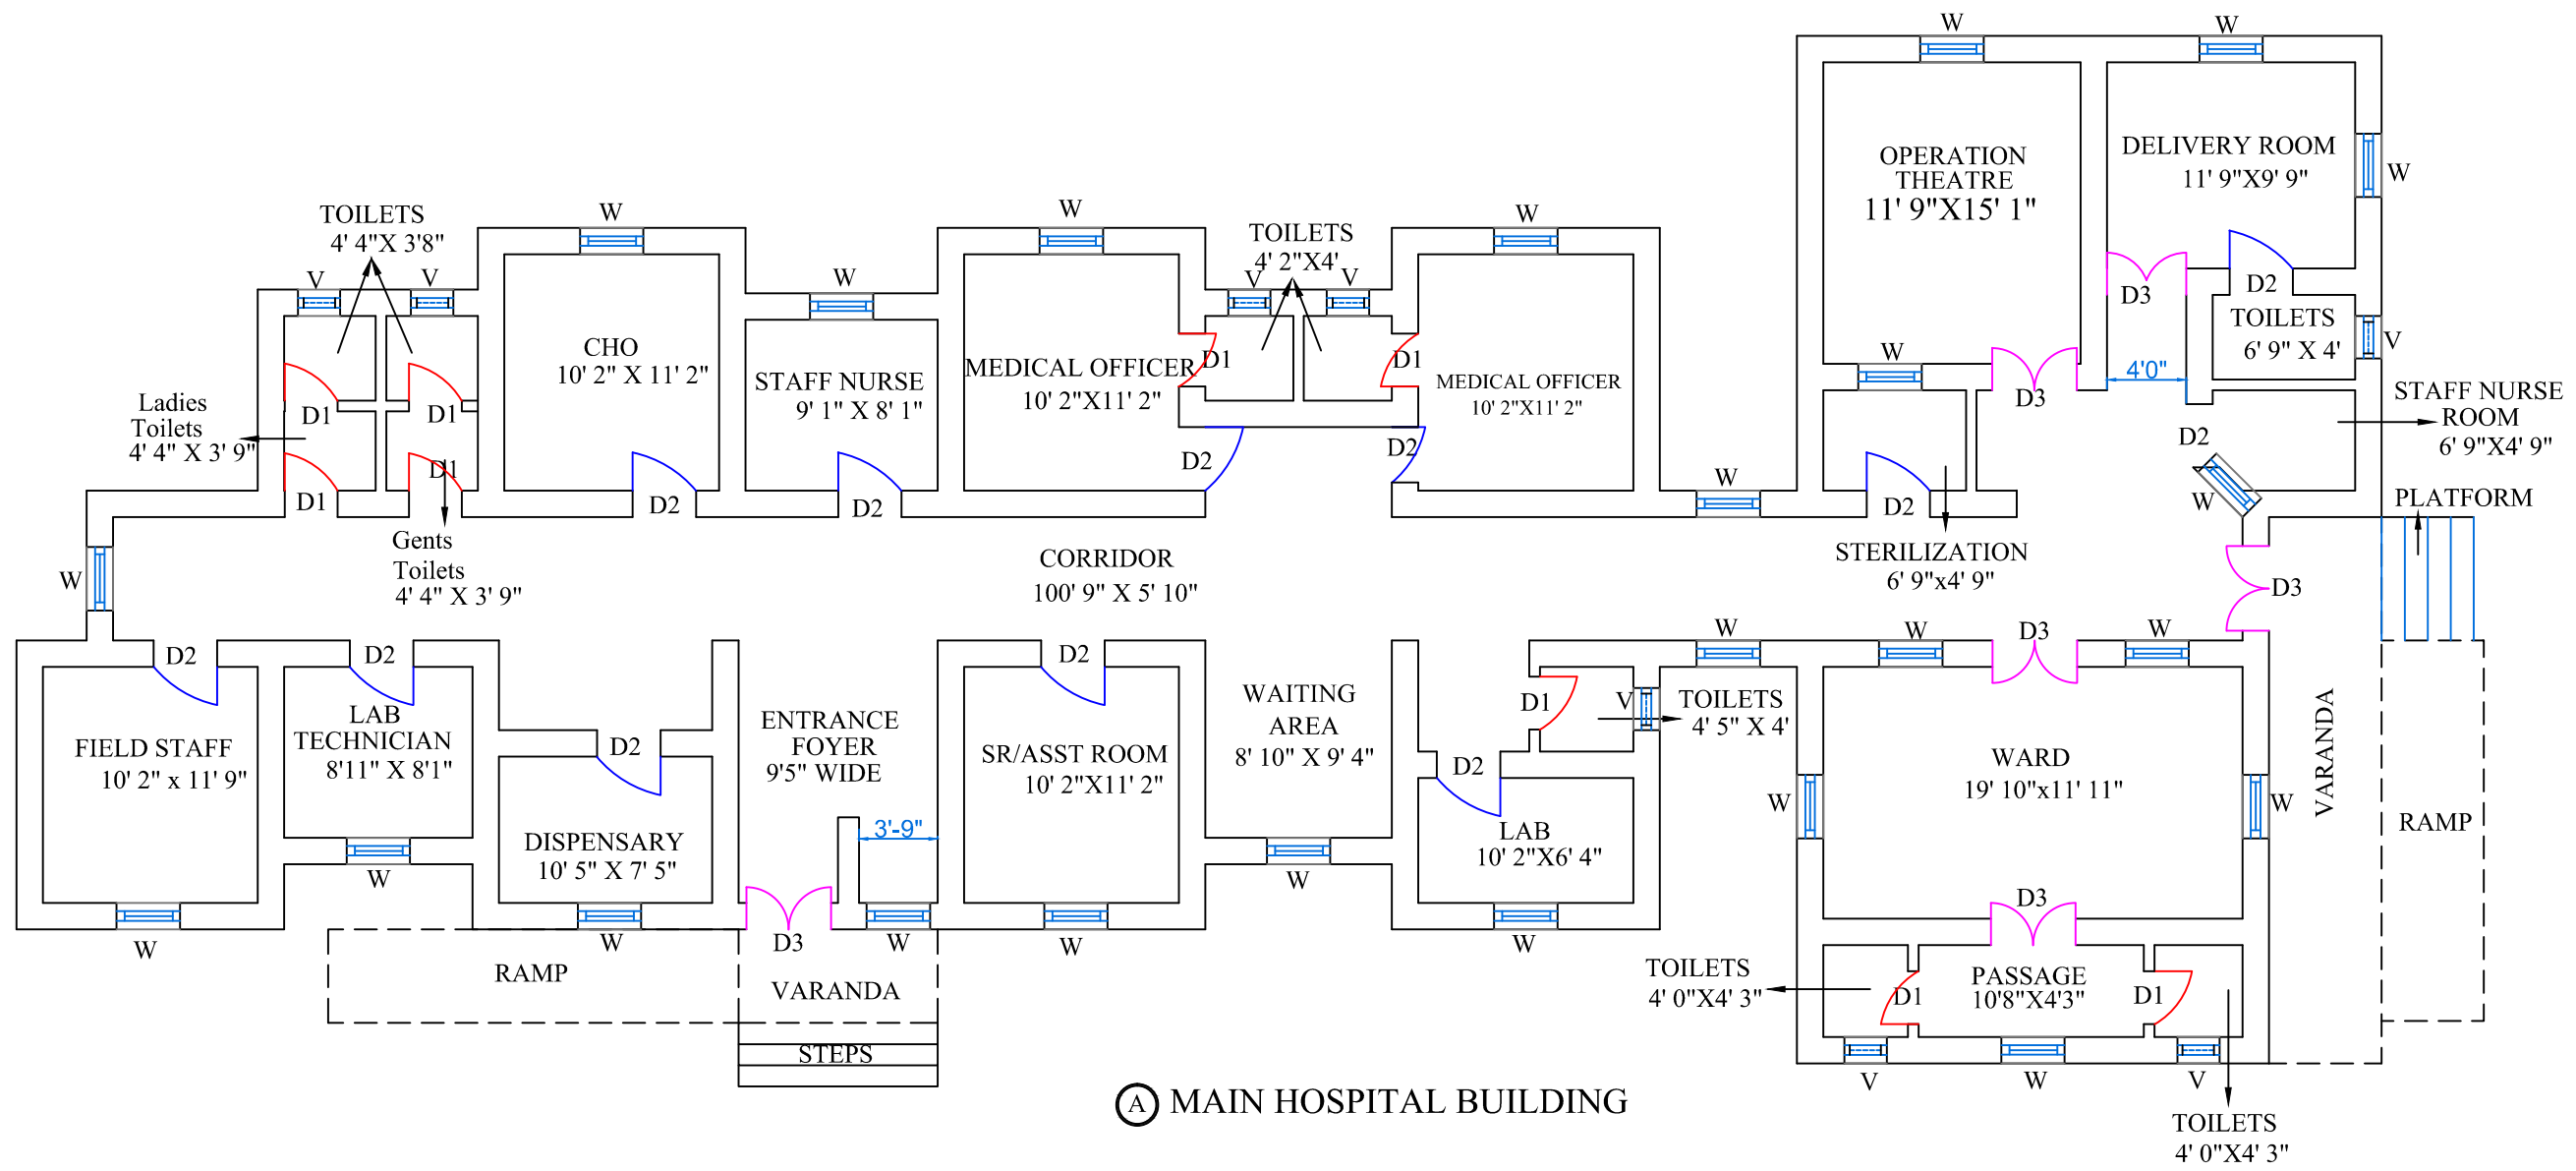 W
W
OPERATION
THEATRE
11' 9"X15' 1"
DELIVERY ROOM
11' 9"X9' 9"
W
D3
D2
TOILETS
6' 9" X 4'
V
W
D3
4'0"
STAFF NURSE
ROOM
6' 9"X4' 9"
D2
W
PLATFORM
TOILETS
4' 4"X 3'8"
V
V
W
CHO
10' 2" X 11' 2"
W
STAFF NURSE
9' 1" X 8' 1"
W
MEDICAL OFFICER
10' 2"X11' 2"
TOILETS
4' 2"X4'
V
V
D1
D1
W
MEDICAL OFFICER
10' 2"X11' 2"
Ladies
Toilets
4' 4" X 3' 9"
D1
D1
D1
D1
D2
D2
D2
D2
W
D2
Gents
Toilets
4' 4" X 3' 9"
CORRIDOR
100' 9" X 5' 10"
STERILIZATION
6' 9"x4' 9"
W
D3
D2
FIELD STAFF
10' 2" x 11' 9"
W
D2
LAB
TECHNICIAN
8'11" X 8'1"
W
D2
DISPENSARY
10' 5" X 7' 5"
W
ENTRANCE
FOYER
9'5" WIDE
3'-9"
D3
W
D2
SR/ASST ROOM
10' 2"X11' 2"
W
WAITING
AREA
8' 10" X 9' 4"
W
D1
V
TOILETS
4' 5" X 4'
D2
LAB
10' 2"X6' 4"
W
W
W
D3
W
WARD
19' 10"x11' 11"
W
W
D3
VARANDA
RAMP
RAMP
VARANDA
STEPS
TOILETS
4' 0"X4' 3"
D1
PASSAGE
10'8"X4'3"
D1
V
W
V
TOILETS
4' 0"X4' 3"
A MAIN HOSPITAL BUILDING